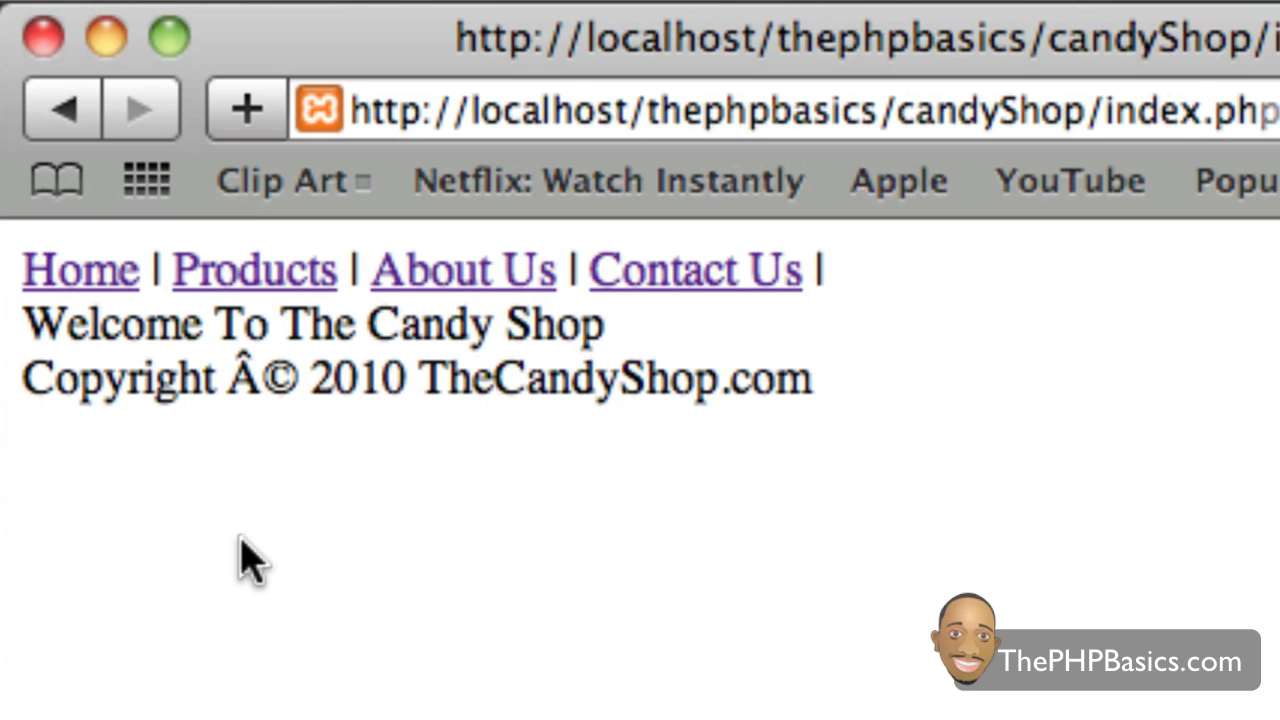 http://localhost/thephpbasics/candyShop/i
http://localhost/thephpbasics/candyShop/index.php
Clip Art Netflix: Watch Instantly Apple YouTube Popu
Home | Products | About Us | Contact Us |
Welcome To The Candy Shop
Copyright Â© 2010 TheCandyShop.com
ThePHPBasics.com